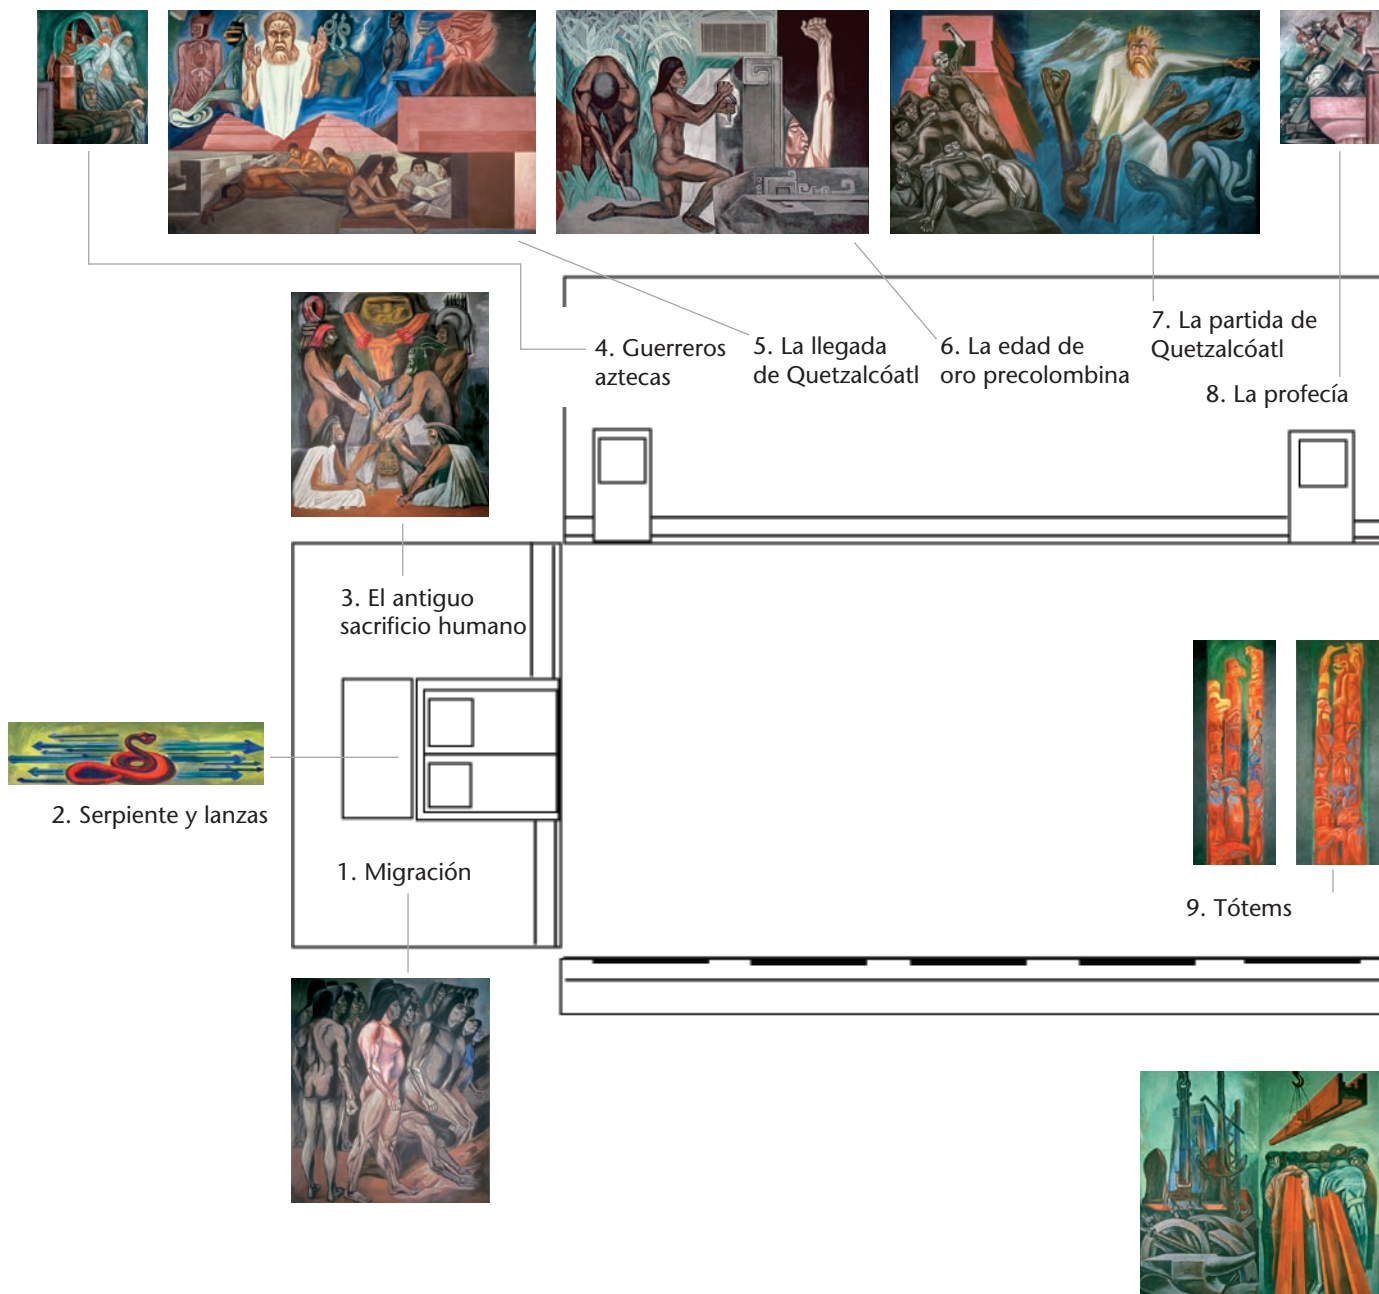 4. Guerreros
aztecas
5. La llegada
de Quetzalcóatl
6. La edad de
oro precolombina
7. La partida de
Quetzalcóatl
8. La profecía
3. El antiguo
sacrificio humano
2. Serpiente y lanzas
1. Migración
9. Tótems